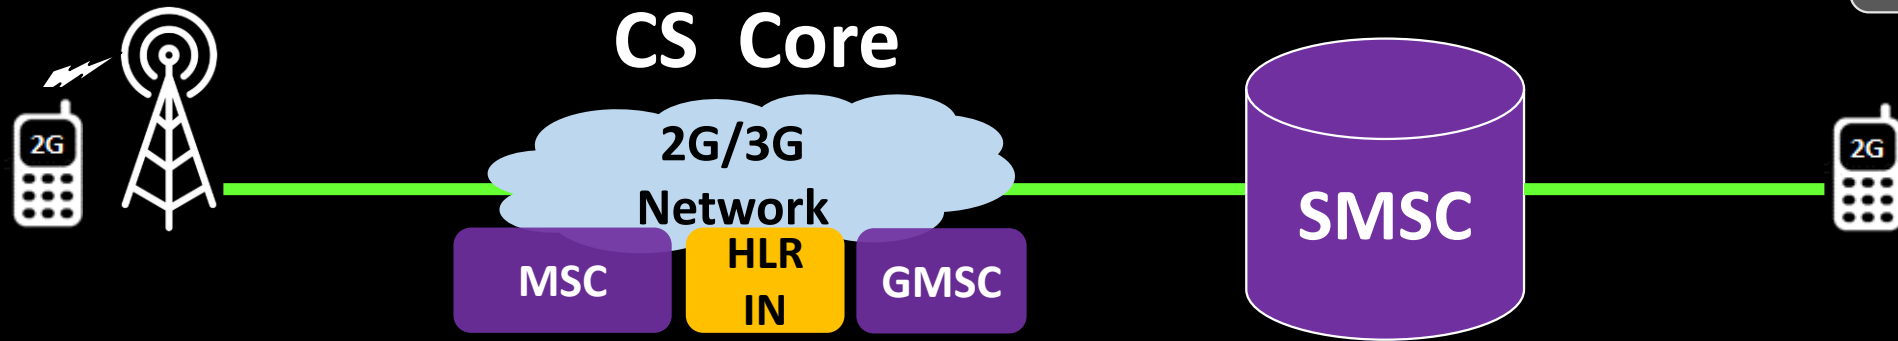 CS Core
2G
2G/3G
Network
SMSC
2G
MSC
HLR
IN
GMSC